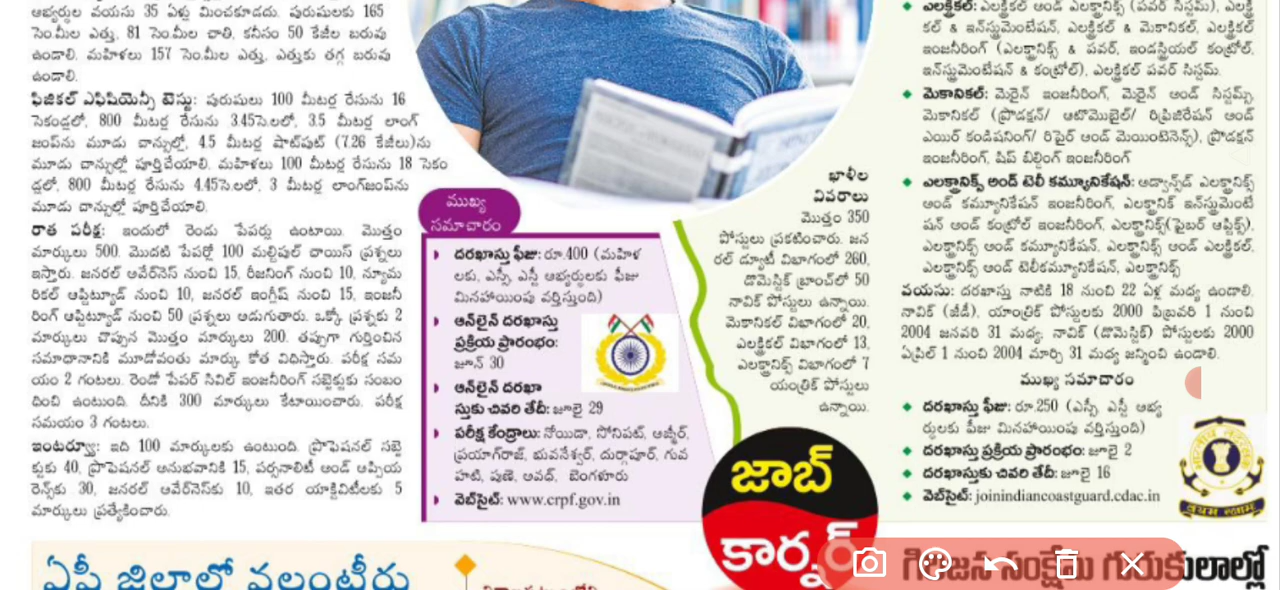 అభ్యర్థుల వయసు 35 ఏళ్లు మించకూడదు. పురుషులకు 165
సెం.మీల ఎత్తు, 81 సెం.మీల చాతి, కనీసం 50 కేజీల బరువు
ఉండాలి. మహిళలు 157 సెం.మీల ఎత్తు, ఎత్తుకు తగ్గ బరువు
ఉండాలి.
ఫిజికల్ ఎఫిషియెన్సీ టెస్టు: పురుషులు 100 మీటర్ల రేసును 16
సెకండ్లలో, 800 మీటర్ల రేసును 3.45సె.లలో, 3.5 మీటర్ల లాంగ్
జంప్‌ను మూడు చాన్సుల్లో, 4.5 మీటర్ల షాట్‌పుట్ (7.26 కేజీలు)ను
మూడు చాన్సుల్లో పూర్తిచేయాలి. మహిళలు 100 మీటర్ల రేసును 18 సెకం
డ్లలో, 800 మీటర్ల రేసును 4.45సె.లలో, 3 మీటర్ల లాంగ్‌జంప్‌ను
మూడు చాన్సుల్లో పూర్తి చేయాలి.
రాత పరీక్ష: ఇందులో రెండు పేపర్లు ఉంటాయి. మొత్తం
మార్కులు 500. మొదటి పేపర్లో 100 మల్టిపుల్ చాయిస్ ప్రశ్నలు
ఇస్తారు. జనరల్ అవేర్‌నెస్ నుంచి 15, రీజనింగ్ నుంచి 10, న్యూమ
రికల్ ఆప్టిట్యూడ్ నుంచి 10, జనరల్ ఇంగ్లీష్ నుంచి 15, ఇంజనీ
రింగ్ ఆప్టిట్యూడ్ నుంచి 50 ప్రశ్నలు అడుగుతారు. ఒక్కో ప్రశ్నకు 2
మార్కులు చొప్పున మొత్తం మార్కులు 200. తప్పుగా గుర్తించిన
సమాధానానికి మూడోవంతు మార్కు కోత విధిస్తారు. పరీక్ష సమ
యం 2 గంటలు. రెండో పేపర్ సివిల్ ఇంజనీరింగ్ సబ్జెక్టుకు సంబం
ధించి ఉంటుంది. దీనికి 300 మార్కులు కేటాయించారు. పరీక్ష
సమయం 3 గంటలు.
ఇంటర్వ్యూ: ఇది 100 మార్కులకు ఉంటుంది. ప్రొఫెషనల్ సబ్జె
క్టుకు 40, ప్రొఫెషనల్ అనుభవానికి 15, పర్సనాలిటీ అండ్ అప్పియ
రెన్స్‌కు 30, జనరల్ అవేర్‌నెస్‌కు 10, ఇతర యాక్టివిటీలకు 5
మార్కులు ప్రత్యేకించారు.
ముఖ్య
సమాచారం
దరఖాస్తు ఫీజు: రూ.400 (మహిళ
లకు, ఎస్సీ, ఎస్టీ అభ్యర్థులకు ఫీజు
మినహాయింపు వర్తిస్తుంది)
ఆన్‌లైన్ దరఖాస్తు
ప్రక్రియ ప్రారంభం:
జూన్ 30
ఆన్‌లైన్ దరఖా
స్తుకు చివరి తేదీ: జూలై 29
పరీక్ష కేంద్రాలు: నోయిడా, సోనిపట్, అజ్మీర్,
ప్రయాగ్‌రాజ్, భువనేశ్వర్, దుర్గాపూర్, గువ
హటి, పుణె, అవధ్, బెంగళూరు
వెబ్‌సైట్: www.crpf.gov.in
ఖాళీల
వివరాలు
మొత్తం 350
పోస్టులు ప్రకటించారు. జన
రల్ డ్యూటీ విభాగంలో 260,
డొమెస్టిక్ బ్రాంచ్‌లో 50
నావిక్ పోస్టులు ఉన్నాయి.
మెకానికల్ విభాగంలో 20,
ఎలక్ట్రికల్ విభాగంలో 13,
ఎలక్ట్రానిక్స్ విభాగంలో 7
యంత్రిక్ పోస్టులు
ఉన్నాయి.
జాబ్
కార్నర్
ఎలక్ట్రికల్: ఎలక్ట్రికల్ అండ్ ఎలక్ట్రానిక్స్ (పవర్ సిస్టమ్), ఎలక్ట్రి
కల్ & ఇన్‌స్ట్రుమెంటేషన్, ఎలక్ట్రికల్ & మెకానికల్, ఎలక్ట్రికల్
ఇంజనీరింగ్ (ఎలక్ట్రానిక్స్ & పవర్, ఇండస్ట్రియల్ కంట్రోల్,
ఇన్‌స్ట్రుమెంటేషన్ & కంట్రోల్), ఎలక్ట్రికల్ పవర్ సిస్టమ్.
మెకానికల్: మెరైన్ ఇంజనీరింగ్, మెరైన్ అండ్ సిస్టమ్స్
మెకానికల్ (ప్రొడక్షన్/ ఆటొమొబైల్/ రిఫ్రిజిరేషన్ అండ్
ఎయిర్ కండిషనింగ్/ రిపైర్ అండ్ మెయింటెనెన్స్), ప్రొడక్షన్
ఇంజనీరింగ్, షిప్ బిల్డింగ్ ఇంజనీరింగ్
ఎలక్ట్రానిక్స్ అండ్ టెలీ కమ్యూనికేషన్: అడ్వాన్స్‌డ్ ఎలక్ట్రానిక్స్
అండ్ కమ్యూనికేషన్ ఇంజనీరింగ్, ఎలక్ట్రానిక్ ఇన్‌స్ట్రుమెంటే
షన్ అండ్ కంట్రోల్ ఇంజనీరింగ్, ఎలక్ట్రానిక్స్(ఫైబర్ ఆప్టిక్స్),
ఎలక్ట్రానిక్స్ అండ్ కమ్యూనికేషన్, ఎలక్ట్రానిక్స్ అండ్ ఎలక్ట్రికల్,
ఎలక్ట్రానిక్స్ అండ్ టెలీకమ్యూనికేషన్, ఎలక్ట్రానిక్స్
వయసు: దరఖాస్తు నాటికి 18 నుంచి 22 ఏళ్ల మధ్య ఉండాలి.
నావిక్ (జీడీ), యాంత్రిక్ పోస్టులకు 2000 ఫిబ్రవరి 1 నుంచి
2004 జనవరి 31 మధ్య, నావిక్ (డొమెస్టిక్) పోస్టులకు 2000
ఏప్రిల్ 1 నుంచి 2004 మార్చి 31 మధ్య జన్మించి ఉండాలి.
ముఖ్య సమాచారం
దరఖాస్తు ఫీజు: రూ.250 (ఎస్సీ, ఎస్టీ అభ్య
ర్థులకు ఫీజు మినహాయింపు వర్తిస్తుంది)
దరఖాస్తు ప్రక్రియ ప్రారంభం: జూలై 2
దరఖాస్తుకు చివరి తేదీ: జూలై 16
వెబ్‌సైట్: joinindiancoastguard.cdac.in
वयम रक्षाम:
ఏపీ జిల్లాల్లో వలంటీర్లు
గిరిజన సంక్షేమ గురుకులాల్లో